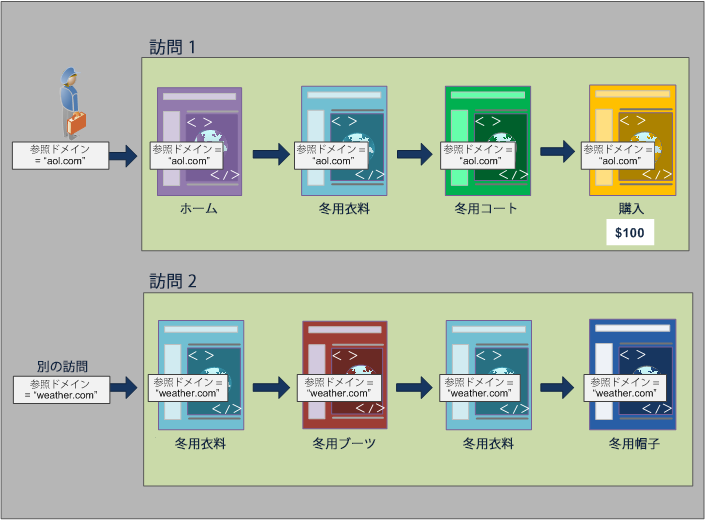 訪問 1
参照ドメイン
= “aol.com”
< >
参照ドメイン =
“aol.com”
</>
ホーム
< >
参照ドメイン =
“aol.com”
</>
冬用衣料
< >
参照ドメイン =
“aol.com”
</>
冬用コート
< >
参照ドメイン =
“aol.com”
</>
購入
$100
訪問 2
別の訪問
参照ドメイン
= “weather.com”
< >
参照ドメイン =
“weather.com”
</>
冬用衣料
< >
参照ドメイン =
“weather.com”
</>
冬用ブーツ
< >
参照ドメイン =
“weather.com”
</>
冬用衣料
< >
参照ドメイン =
“weather.com”
</>
冬用帽子